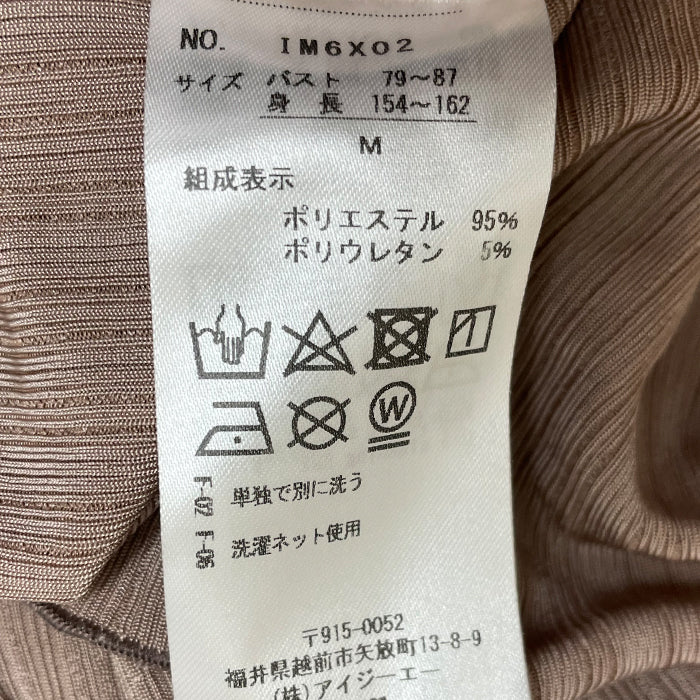 NO. IM6X02
サイズ バスト 79~87
身長 154~162
M
組成表示
ポリエステル 95%
ポリウレタン 5%
W
F-02 単独で別に洗う
F-06 洗濯ネット使用
〒915-0052
福井県越前市矢放町13-8-9
(株)アイジーエー